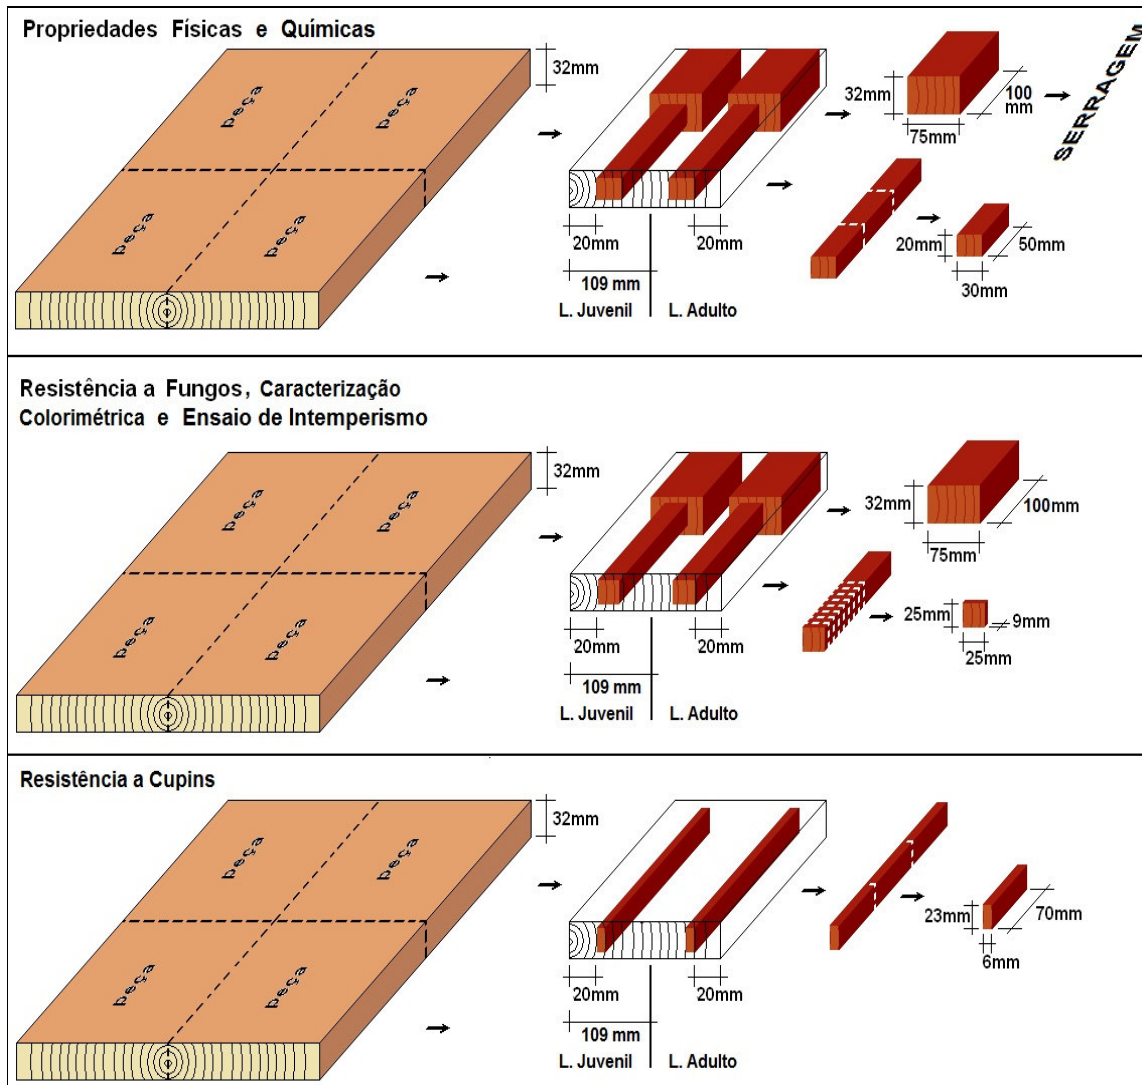 Propriedades Físicas e Químicas
peça
peça
peça
peça
32mm
20mm
20mm
109 mm
L. Juvenil
L. Adulto
32mm
75mm
100
mm
SERRAGEM
20mm
30mm
50mm
Resistência a Fungos, Caracterização
Colorimétrica e Ensaio de Intemperismo
peça
peça
peça
peça
32mm
20mm
20mm
109 mm
L. Juvenil
L. Adulto
32mm
75mm
100mm
25mm
25mm
9mm
Resistência a Cupins
peça
peça
peça
peça
32mm
20mm
20mm
109 mm
L. Juvenil
L. Adulto
23mm
6mm
70mm